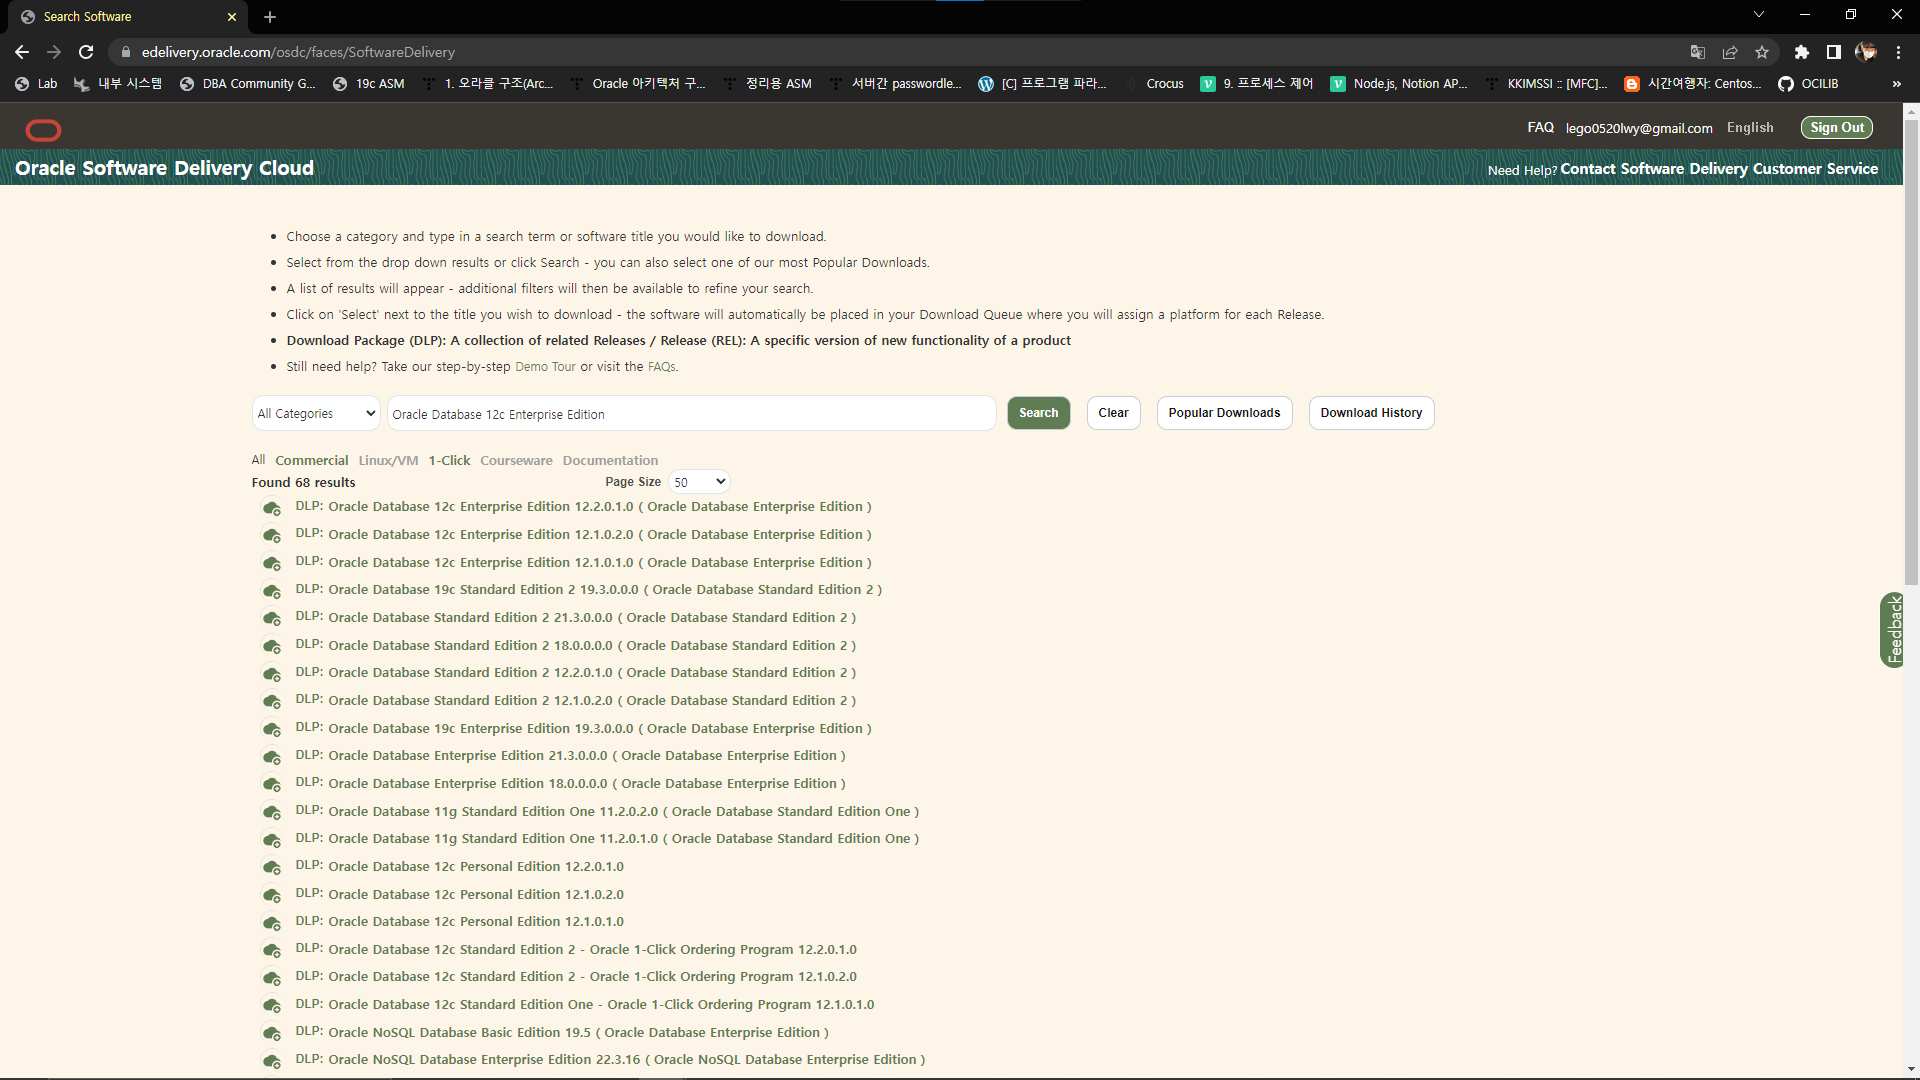 Search Software
edelivery.oracle.com/osdc/faces/SoftwareDelivery
Lab 내부 시스템 DBA Community G... 19c ASM 1. 오라클 구조(Arc... Oracle 아키텍처 구... 정리용 ASM 서버간 passwordle... [C] 프로그램 파라... Crocus 9. 프로세스 제어 Node.js, Notion AP... KKIMSSI :: [MFC]... 시간여행자: Centos... OCILIB »
FAQ lego0520lwy@gmail.com English Sign Out
Oracle Software Delivery Cloud Need Help? Contact Software Delivery Customer Service
• Choose a category and type in a search term or software title you would like to download.
• Select from the drop down results or click Search - you can also select one of our most Popular Downloads.
• A list of results will appear - additional filters will then be available to refine your search.
• Click on 'Select' next to the title you wish to download - the software will automatically be placed in your Download Queue where you will assign a platform for each Release.
• Download Package (DLP): A collection of related Releases / Release (REL): A specific version of new functionality of a product
• Still need help? Take our step-by-step Demo Tour or visit the FAQs.
All Categories Oracle Database 12c Enterprise Edition Search Clear Popular Downloads Download History
All Commercial Linux/VM 1-Click Courseware Documentation
Found 68 results Page Size 50
DLP: Oracle Database 12c Enterprise Edition 12.2.0.1.0 ( Oracle Database Enterprise Edition )
DLP: Oracle Database 12c Enterprise Edition 12.1.0.2.0 ( Oracle Database Enterprise Edition )
DLP: Oracle Database 12c Enterprise Edition 12.1.0.1.0 ( Oracle Database Enterprise Edition )
DLP: Oracle Database 19c Standard Edition 2 19.3.0.0.0 ( Oracle Database Standard Edition 2 )
DLP: Oracle Database Standard Edition 2 21.3.0.0.0 ( Oracle Database Standard Edition 2 )
DLP: Oracle Database Standard Edition 2 18.0.0.0.0 ( Oracle Database Standard Edition 2 )
DLP: Oracle Database Standard Edition 2 12.2.0.1.0 ( Oracle Database Standard Edition 2 )
DLP: Oracle Database Standard Edition 2 12.1.0.2.0 ( Oracle Database Standard Edition 2 )
DLP: Oracle Database 19c Enterprise Edition 19.3.0.0.0 ( Oracle Database Enterprise Edition )
DLP: Oracle Database Enterprise Edition 21.3.0.0.0 ( Oracle Database Enterprise Edition )
DLP: Oracle Database Enterprise Edition 18.0.0.0.0 ( Oracle Database Enterprise Edition )
DLP: Oracle Database 11g Standard Edition One 11.2.0.2.0 ( Oracle Database Standard Edition One )
DLP: Oracle Database 11g Standard Edition One 11.2.0.1.0 ( Oracle Database Standard Edition One )
DLP: Oracle Database 12c Personal Edition 12.2.0.1.0
DLP: Oracle Database 12c Personal Edition 12.1.0.2.0
DLP: Oracle Database 12c Personal Edition 12.1.0.1.0
DLP: Oracle Database 12c Standard Edition 2 - Oracle 1-Click Ordering Program 12.2.0.1.0
DLP: Oracle Database 12c Standard Edition 2 - Oracle 1-Click Ordering Program 12.1.0.2.0
DLP: Oracle Database 12c Standard Edition One - Oracle 1-Click Ordering Program 12.1.0.1.0
DLP: Oracle NoSQL Database Basic Edition 19.5 ( Oracle Database Enterprise Edition )
DLP: Oracle NoSQL Database Enterprise Edition 22.3.16 ( Oracle NoSQL Database Enterprise Edition )
Feedback